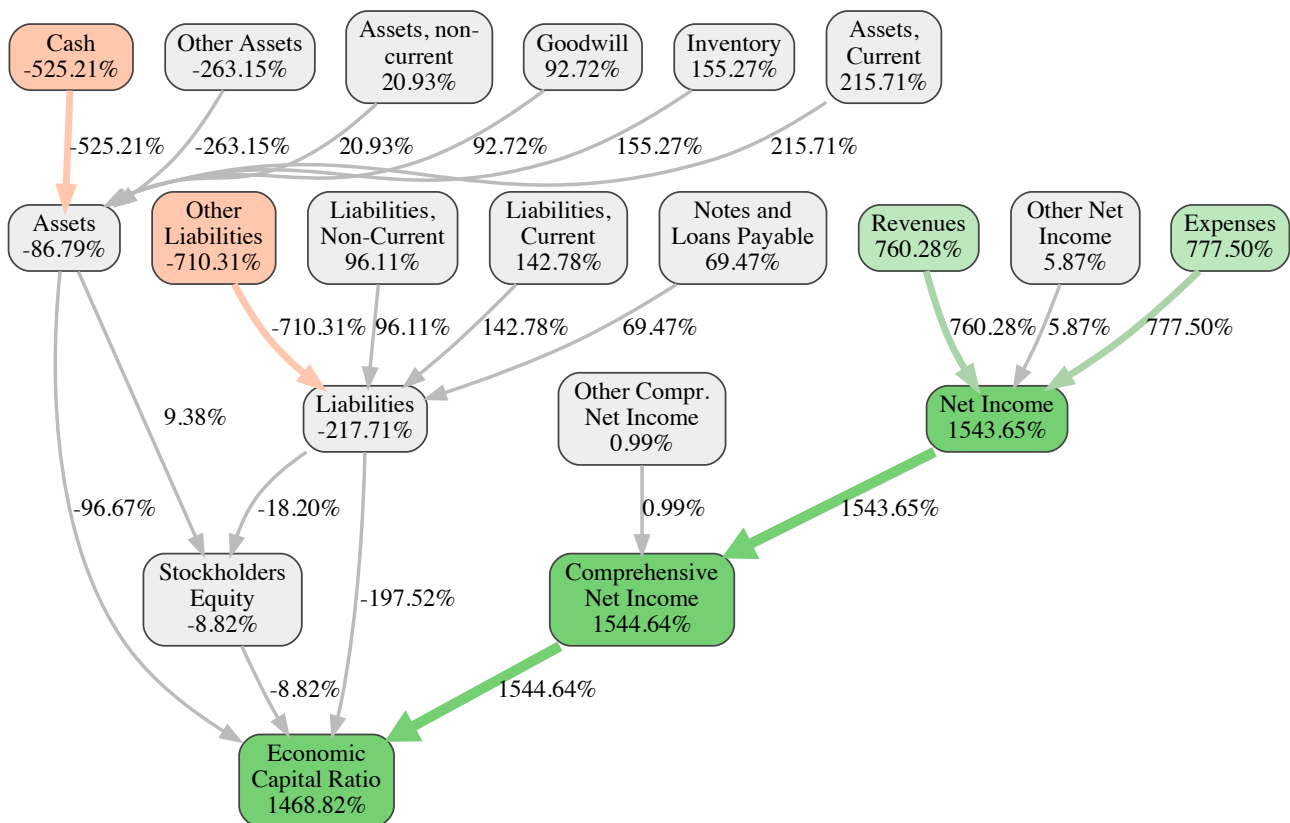 Cash
-525.21%
Other Assets
-263.15%
Assets, non-
current
20.93%
Goodwill
92.72%
Inventory
155.27%
Assets,
Current
215.71%
-525.21%
-263.15%
20.93%
92.72%
155.27%
215.71%
Assets
-86.79%
Other
Liabilities
-710.31%
Liabilities,
Non-Current
96.11%
Liabilities,
Current
142.78%
Notes and
Loans Payable
69.47%
Revenues
760.28%
Other Net
Income
5.87%
Expenses
777.50%
-710.31%
96.11%
142.78%
69.47%
760.28%
5.87%
777.50%
9.38%
Liabilities
-217.71%
Other Compr.
Net Income
0.99%
Net Income
1543.65%
-96.67%
-18.20%
0.99%
1543.65%
Stockholders
Equity
-8.82%
-197.52%
Comprehensive
Net Income
1544.64%
-8.82%
1544.64%
Economic
Capital Ratio
1468.82%